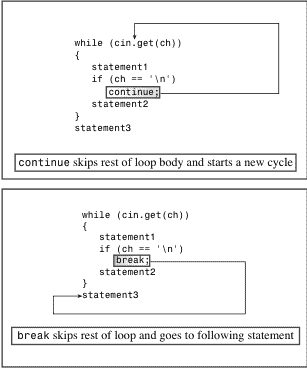 while (cin.get(ch))
{
statement1
if (ch == '\n')
continue;
statement2
}
statement3
continue skips rest of loop body and starts a new cycle
while (cin.get(ch))
{
statement1
if (ch == '\n')
break;
statement2
}
statement3
break skips rest of loop and goes to following statement